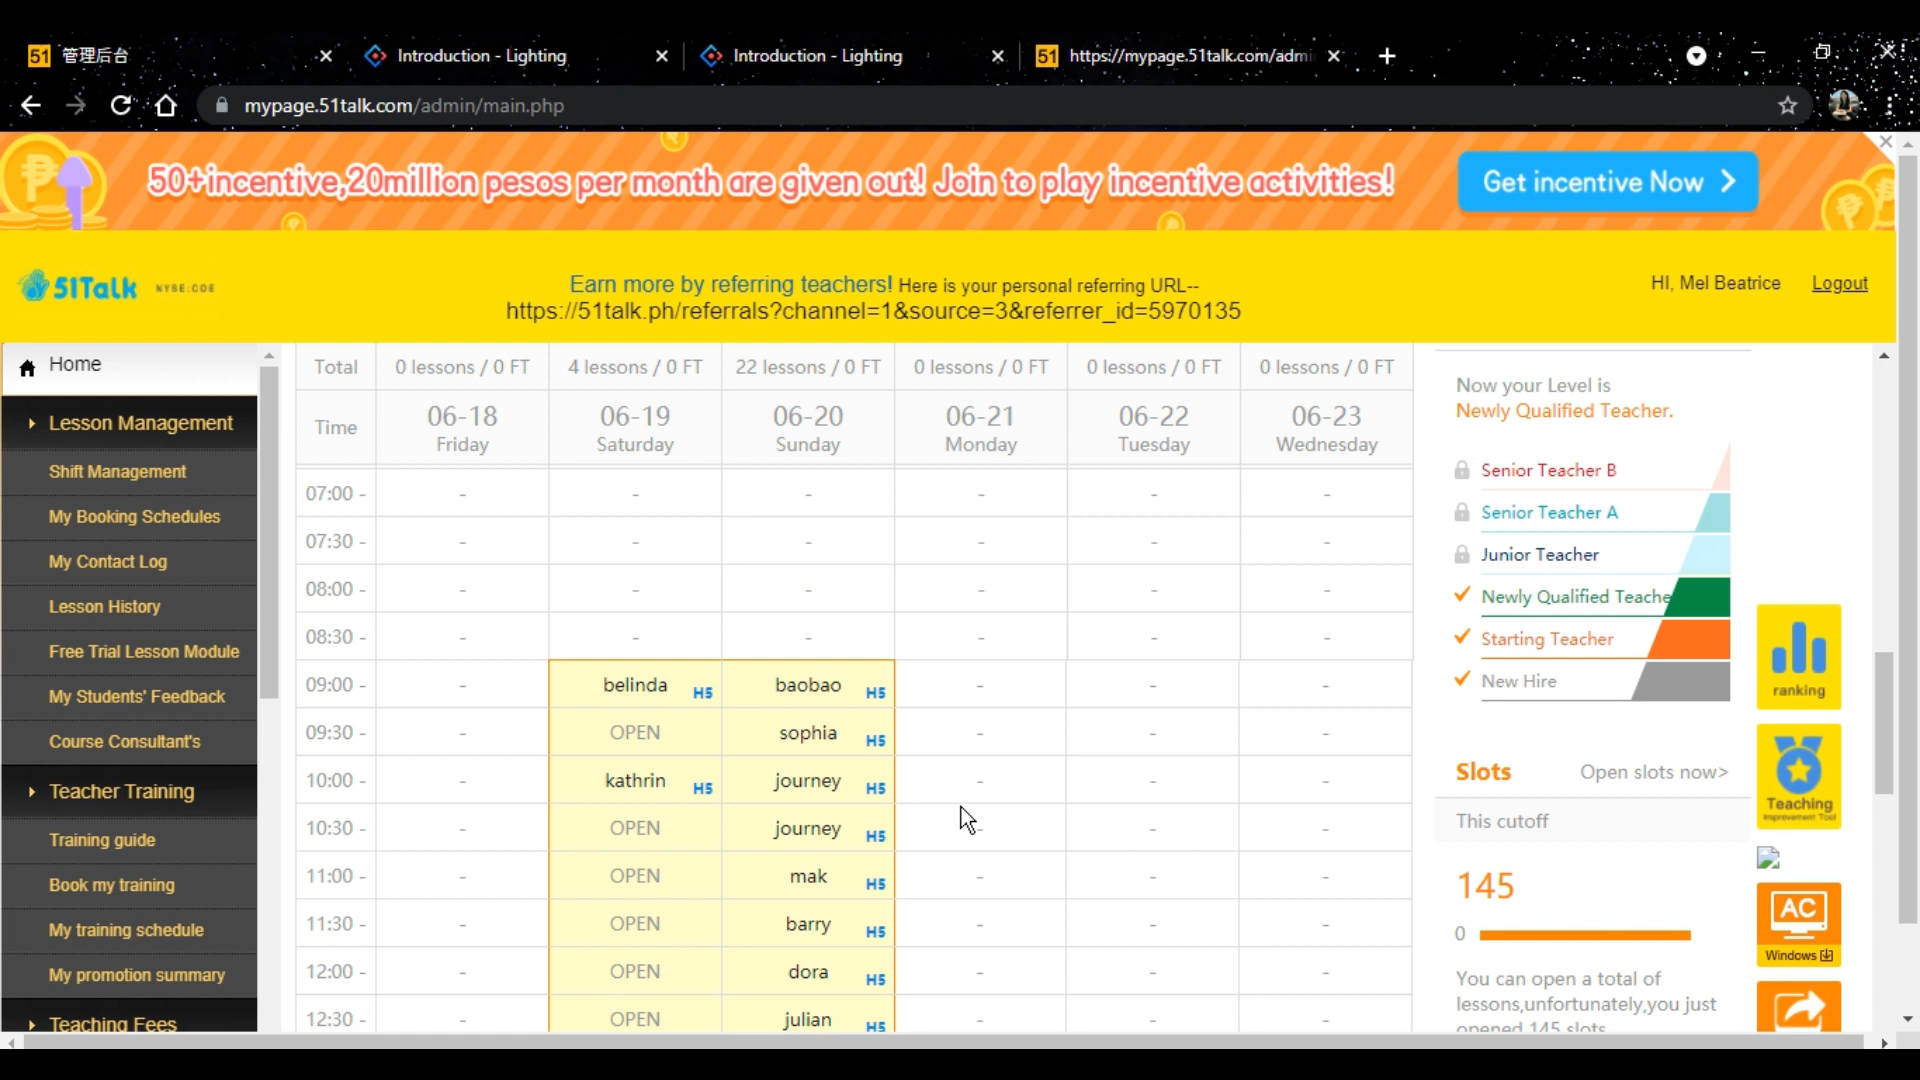 51 管理后台
Introduction - Lighting
Introduction - Lighting
51 https://mypage.51talk.com/admi
mypage.51talk.com/admin/main.php
50+incentive,20million pesos per month are given out! Join to play incentive activities!
Get incentive Now >
51Talk NYSE:COE
Earn more by referring teachers! Here is your personal referring URL--
https://51talk.ph/referrals?channel=1&source=3&referrer_id=5970135
HI, Mel Beatrice Logout
Home
Lesson Management
Shift Management
My Booking Schedules
My Contact Log
Lesson History
Free Trial Lesson Module
My Students' Feedback
Course Consultant's
Teacher Training
Training guide
Book my training
My training schedule
My promotion summary
Teaching Fees
Total 0 lessons / 0 FT 4 lessons / 0 FT 22 lessons / 0 FT 0 lessons / 0 FT 0 lessons / 0 FT 0 lessons / 0 FT
Time 06-18 06-19 06-20 06-21 06-22 06-23
Friday Saturday Sunday Monday Tuesday Wednesday
07:00 - - - - - - -
07:30 - - - - - - -
08:00 - - - - - - -
08:30 - - - - - - -
09:00 - - belinda H5 baobao H5 - - -
09:30 - - OPEN sophia H5 - - -
10:00 - - kathrin H5 journey H5 - - -
10:30 - - OPEN journey H5 - - -
11:00 - - OPEN mak H5 - - -
11:30 - - OPEN barry H5 - - -
12:00 - - OPEN dora H5 - - -
12:30 - - OPEN julian H5 - - -
Now your Level is
Newly Qualified Teacher.
Senior Teacher B
Senior Teacher A
Junior Teacher
Newly Qualified Teache
Starting Teacher
New Hire
Slots Open slots now>
This cutoff
145
0
You can open a total of
lessons,unfortunately,you just
opened 145 slots
ranking
Teaching
Improvement Tool
AC
Windows